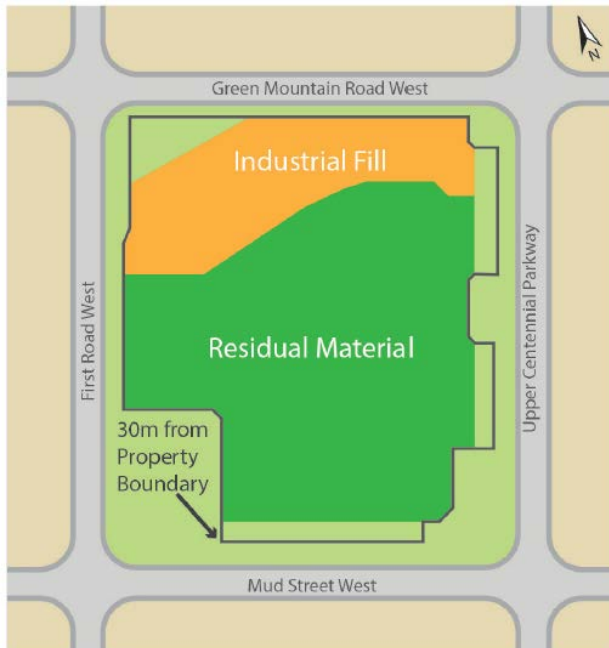 N
Green Mountain Road West
Industrial Fill
First Road West
Upper Centennial Parkway
Residual Material
30m from
Property
Boundary
Mud Street West